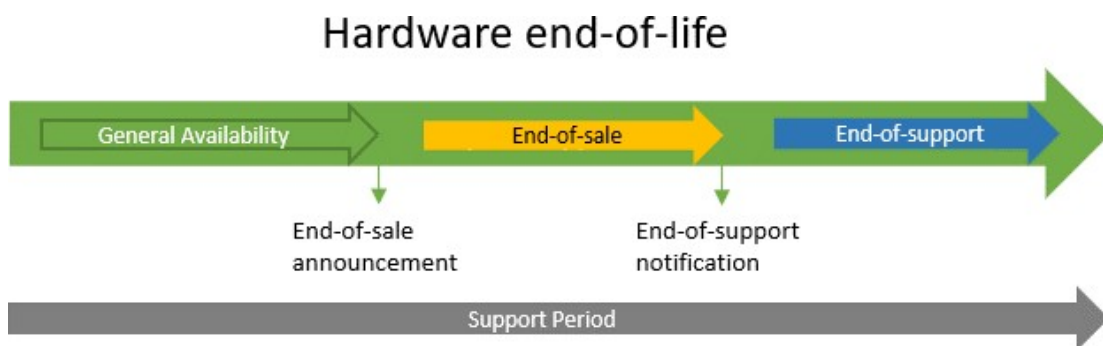 Hardware end-of-life
General Availability
End-of-sale
End-of-support
End-of-sale
announcement
End-of-support
notification
Support Period